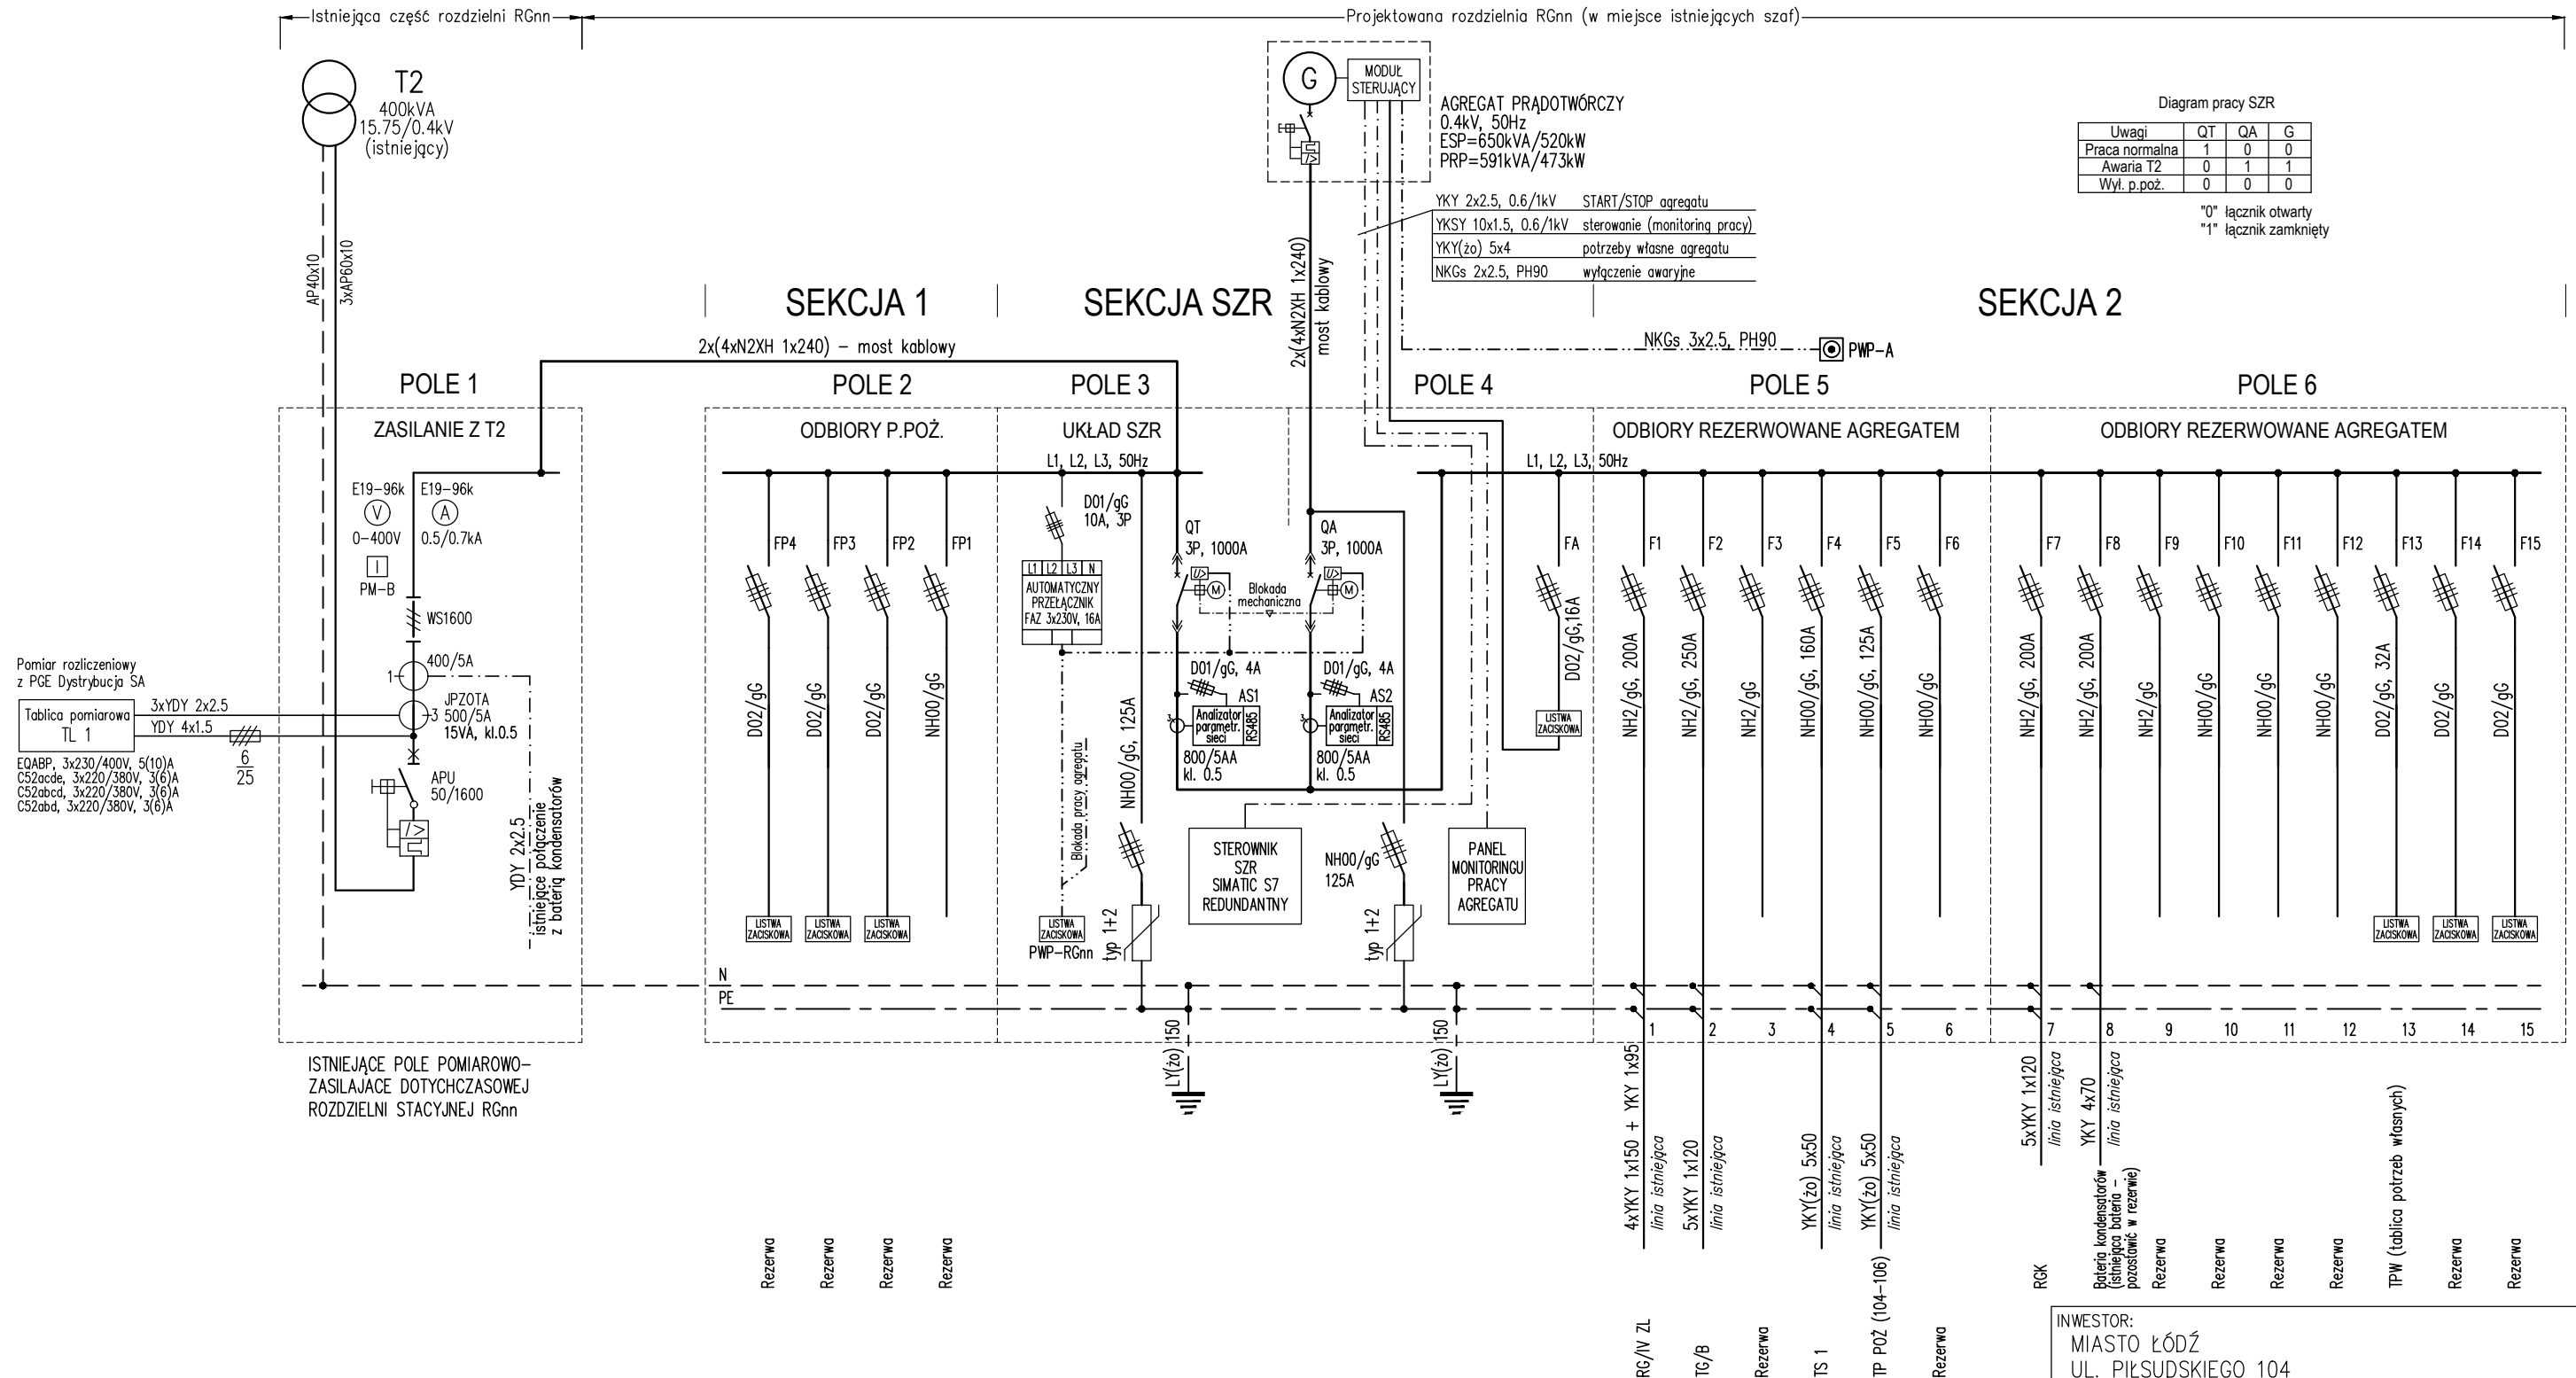 Istniejąca część rozdzielni RGnn
Projektowana rozdzielnia RGnn (w miejsce istniejących szaf)
T2
400kVA
15.75/0.4kV
(istniejący)
AP40x10
3xAP60x10
G
MODUŁ
STERUJĄCY
AGREGAT PRĄDOTWÓRCZY
0.4kV, 50Hz
ESP=650kVA/520kW
PRP=591kVA/473kW
YKY 2x2.5, 0.6/1kV START/STOP agregatu
YKSY 10x1.5, 0.6/1kV sterowanie (monitoring pracy)
YKY(żo) 5x4 potrzeby własne agregatu
NKGs 2x2.5, PH90 wyłączenie awaryjne
Diagram pracy SZR
Uwagi QT QA G
Praca normalna 1 0 0
Awaria T2 0 1 1
Wył. p.poż. 0 0 0
"0" łącznik otwarty
"1" łącznik zamknięty
2x(4xN2XH 1x240)
most kablowy
SEKCJA 1
SEKCJA SZR
SEKCJA 2
2x(4xN2XH 1x240) – most kablowy
NKGs 3x2.5, PH90
PWP-A
POLE 1
POLE 2
POLE 3
POLE 4
POLE 5
POLE 6
ZASILANIE Z T2
ODBIORY P.POŻ.
UKŁAD SZR
ODBIORY REZERWOWANE AGREGATEM
ODBIORY REZERWOWANE AGREGATEM
L1, L2, L3, 50Hz
L1, L2, L3, 50Hz
E19-96k
V
0-400V
E19-96k
A
0.5/0.7kA
I
PM-B
WS1600
400/5A
1
JPZOTA
3 500/5A
15VA, kl.0.5
APU
50/1600
I>
YDY 2x2.5
istniejące połączenie
z baterią kondensatorów
Pomiar rozliczeniowy
z PGE Dystrybucja SA
Tablica pomiarowa
TL 1
3xYDY 2x2.5
YDY 4x1.5
6
25
EQABP, 3x230/400V, 5(10)A
C52acde, 3x220/380V, 3(6)A
C52abcd, 3x220/380V, 3(6)A
C52abd, 3x220/380V, 3(6)A
ISTNIEJĄCE POLE POMIAROWO-
ZASILAJACE DOTYCHCZASOWEJ
ROZDZIELNI STACYJNEJ RGnn
FP4
FP3
FP2
FP1
D02/gG
D02/gG
D02/gG
NH00/gG
LISTWA
ZACISKOWA
LISTWA
ZACISKOWA
LISTWA
ZACISKOWA
D01/gG
10A, 3P
L1 L2 L3 N
AUTOMATYCZNY
PRZEŁĄCZNIK
FAZ 3x230V, 16A
Blokada pracy agregatu
LISTWA
ZACISKOWA
PWP-RGnn
NH00/gG, 125A
typ 1+2
QT
3P, 1000A
U>
M
Blokada
mechaniczna
QA
3P, 1000A
U>
M
D01/gG, 4A
AS1
Analizator
parametr.
sieci
RS485
3
800/5AA
kl. 0.5
D01/gG, 4A
AS2
Analizator
parametr.
sieci
RS485
3
800/5AA
kl. 0.5
STEROWNIK
SZR
SIMATIC S7
REDUNDANTNY
NH00/gG
125A
typ 1+2
PANEL
MONITORINGU
PRACY
AGREGATU
FA
D02/gG,16A
LISTWA
ZACISKOWA
F1
F2
F3
F4
F5
F6
F7
F8
F9
F10
F11
F12
F13
F14
F15
NH2/gG, 200A
NH2/gG, 250A
NH2/gG
NH00/gG, 160A
NH00/gG, 125A
NH00/gG
NH2/gG, 200A
NH2/gG, 200A
NH2/gG
NH00/gG
NH00/gG
NH00/gG
D02/gG, 32A
D02/gG
D02/gG
LISTWA
ZACISKOWA
LISTWA
ZACISKOWA
LISTWA
ZACISKOWA
N
PE
LY(żo) 150
LY(żo) 150
1
2
3
4
5
6
7
8
9
10
11
12
13
14
15
4xYKY 1x150 + YKY 1x95
linia istniejąca
5xYKY 1x120
linia istniejąca
YKY(żo) 5x50
linia istniejąca
YKY(żo) 5x50
linia istniejąca
5xYKY 1x120
linia istniejąca
YKY 4x70
linia istniejąca
Rezerwa
Rezerwa
Rezerwa
Rezerwa
RG/IV ZL
TG/B
Rezerwa
TS 1
TP POŻ (104-106)
Rezerwa
RGK
Bateria kondensatorów
(istniejąca bateria –
pozostawić w rezerwie)
Rezerwa
Rezerwa
Rezerwa
Rezerwa
TPW (tablica potrzeb własnych)
Rezerwa
Rezerwa
INWESTOR:
MIASTO ŁÓDŹ
UL. PIŁSUDSKIEGO 104